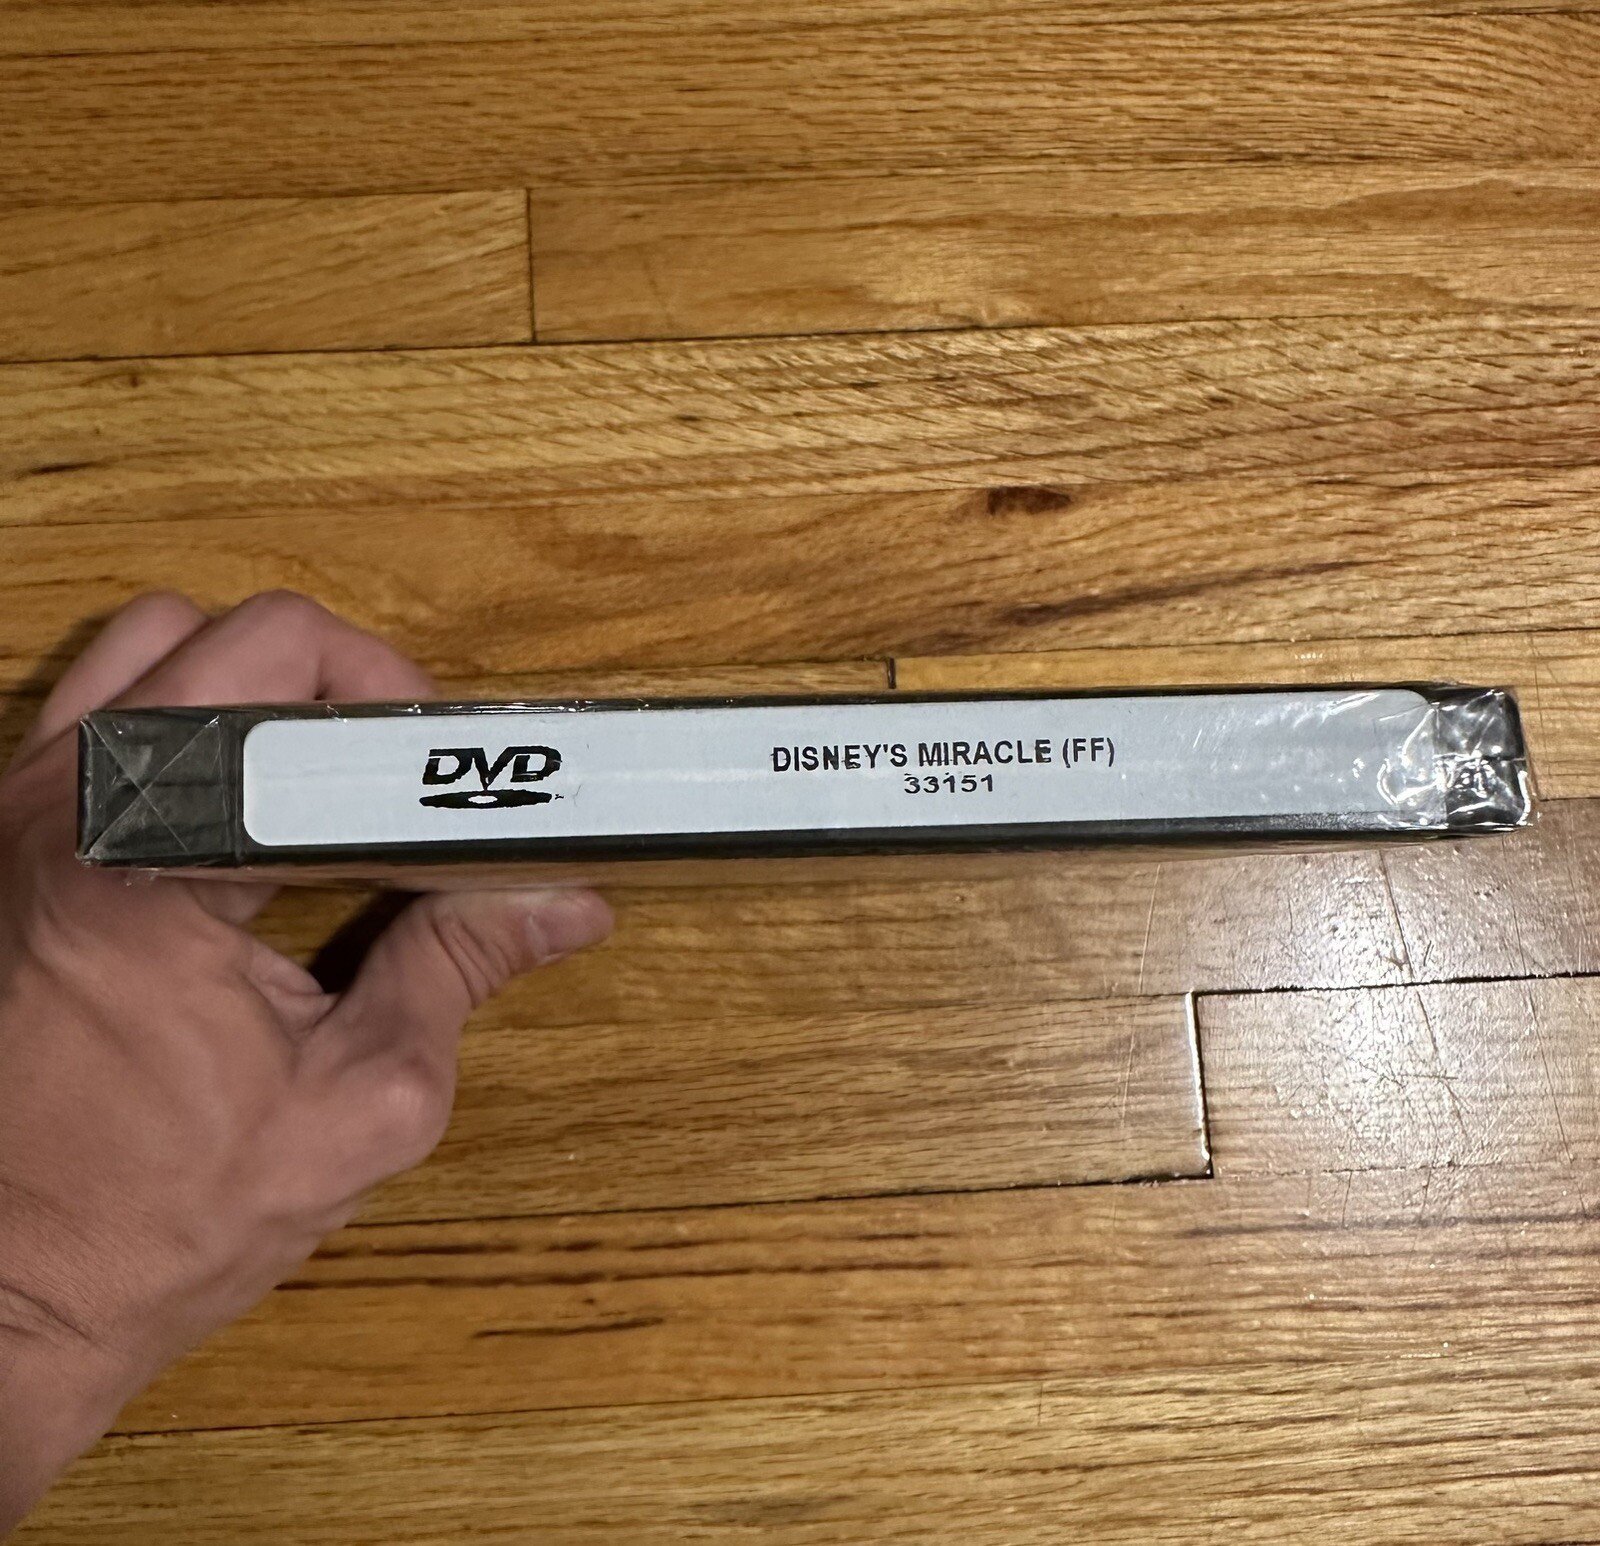 DVD
DISNEY'S MIRACLE (FF)
33151